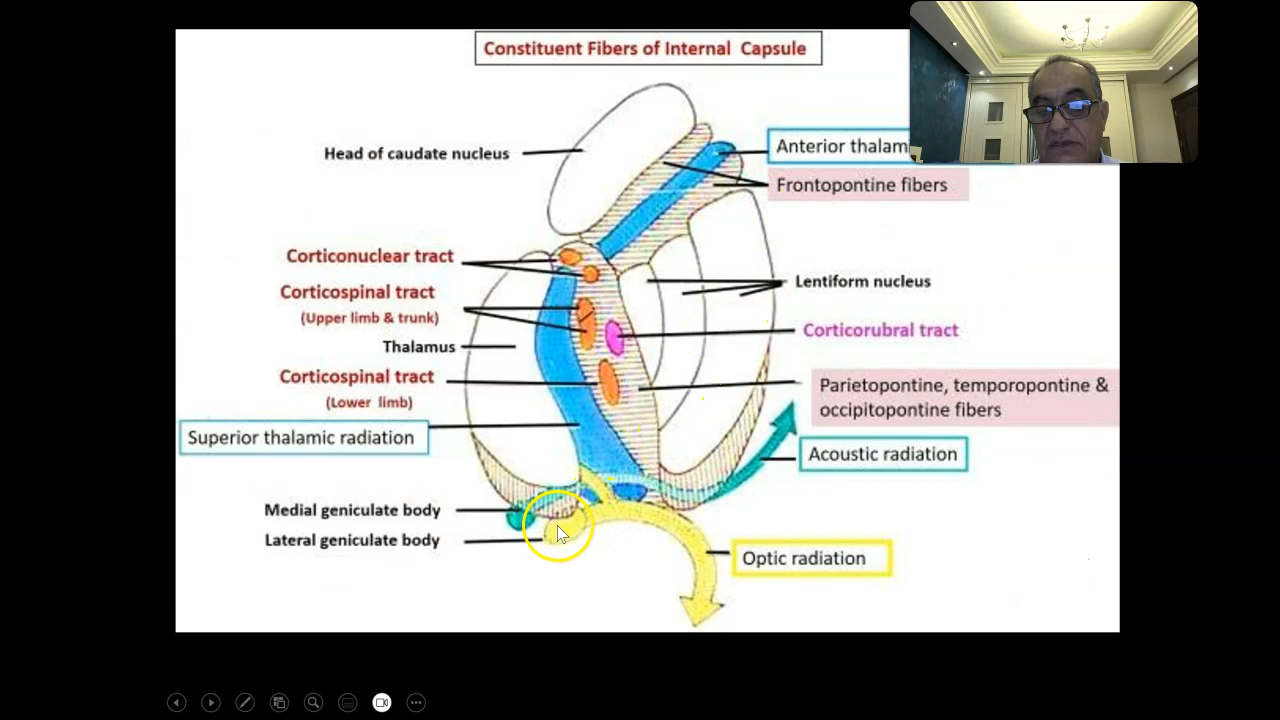 Constituent Fibers of Internal Capsule
Head of caudate nucleus
Anterior
Frontopontine fibers
Corticonuclear tract
Corticospinal tract
(Upper limb & trunk)
Lentiform nucleus
Corticorubral tract
Thalamus
Corticospinal tract
(Lower limb)
Parietopontine, temporopontine &
occipitopontine fibers
Superior thalamic radiation
Acoustic radiation
Medial geniculate body
Lateral geniculate body
Optic radiation